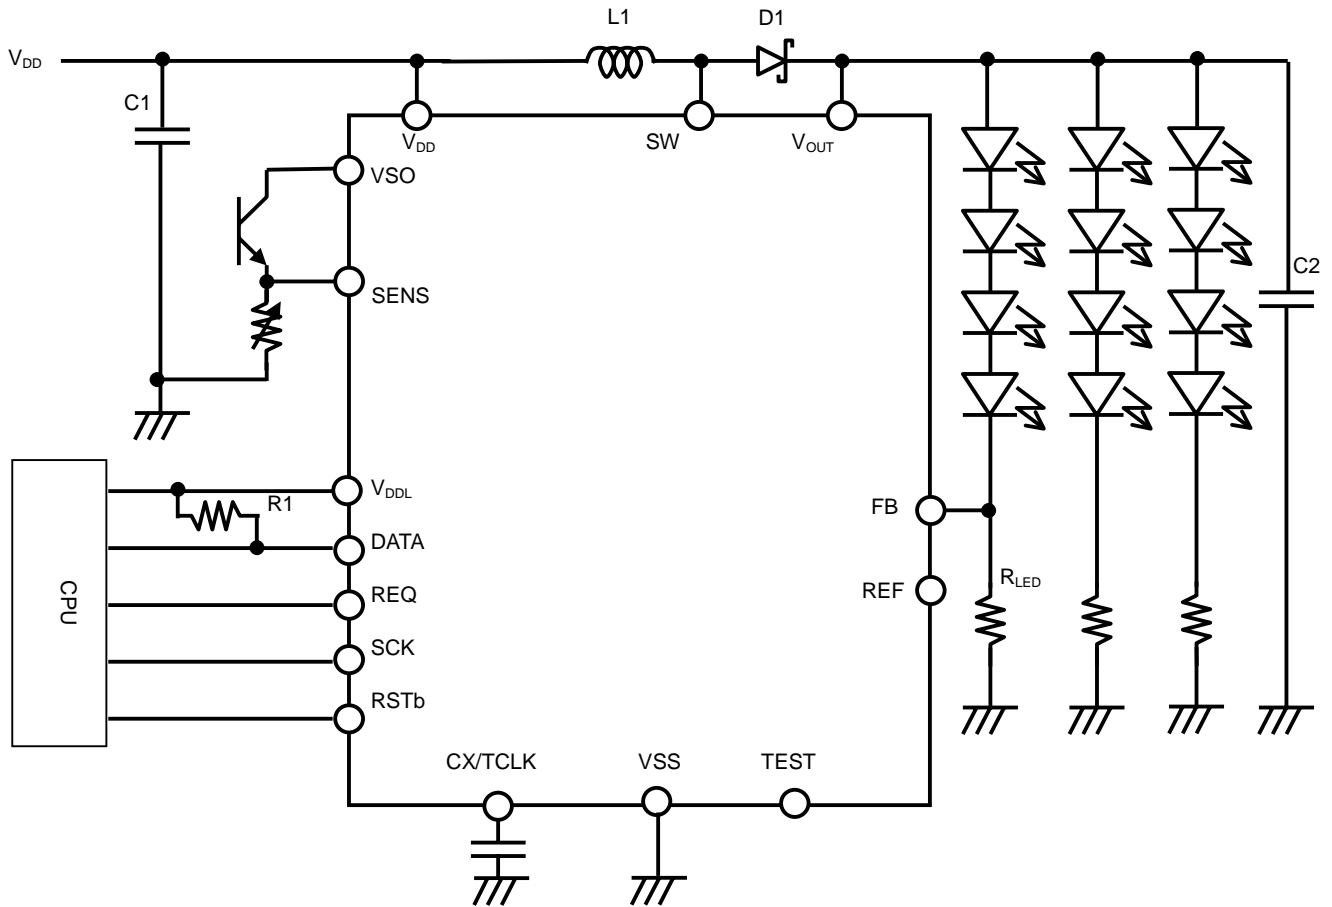 L1
D1
VDD
C1
VDD
SW
VOUT
VSO
C2
SENS
VDDL
R1
FB
DATA
RLED
REF
REQ
CPU
SCK
RSTb
CX/TCLK
VSS
TEST